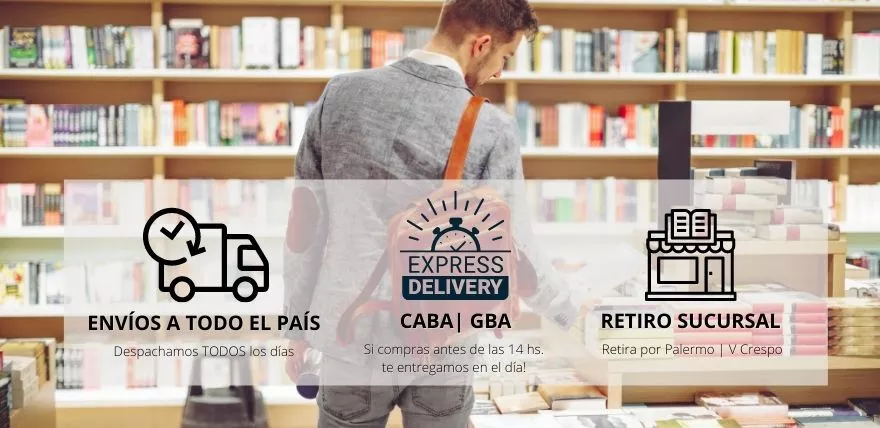 EXPRESS
DELIVERY
ENVÍOS A TODO EL PAÍS
Despachamos TODOS los días
CABA| GBA
Si compras antes de las 14 hs.
te entregamos en el día!
RETIRO SUCURSAL
Retira por Palermo | V Crespo